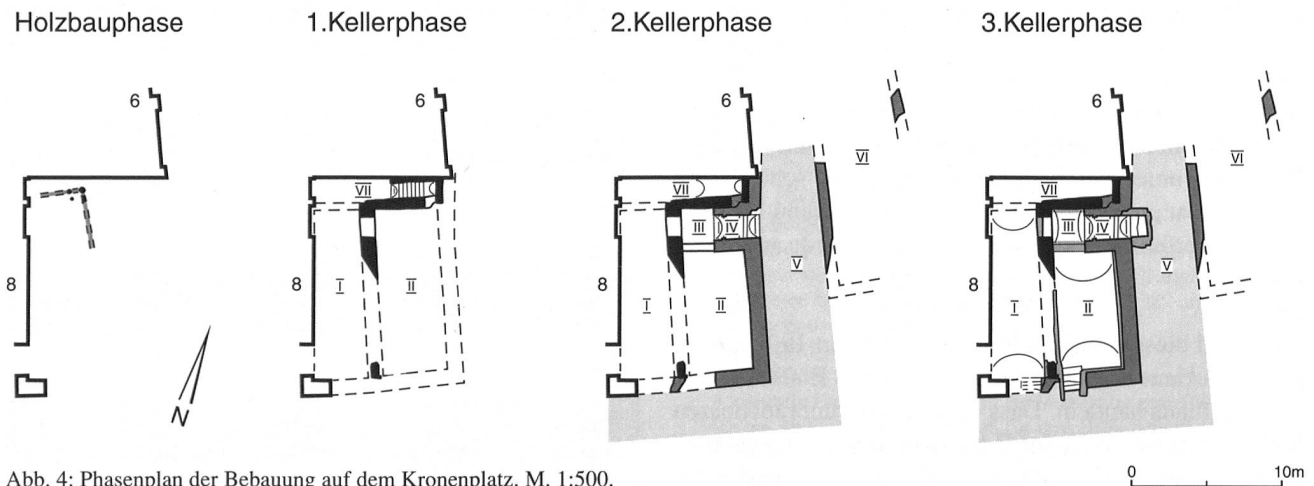 Holzbauphase
1.Kellerphase
2.Kellerphase
3.Kellerphase
6
8
N
6
VII
8
I
II
6
VI
VII
III
IV
V
8
I
II
6
VI
VII
III
IV
V
8
I
II
Abb. 4: Phasenplan der Bebauung auf dem Kronenplatz. M. 1:500.
0
10m